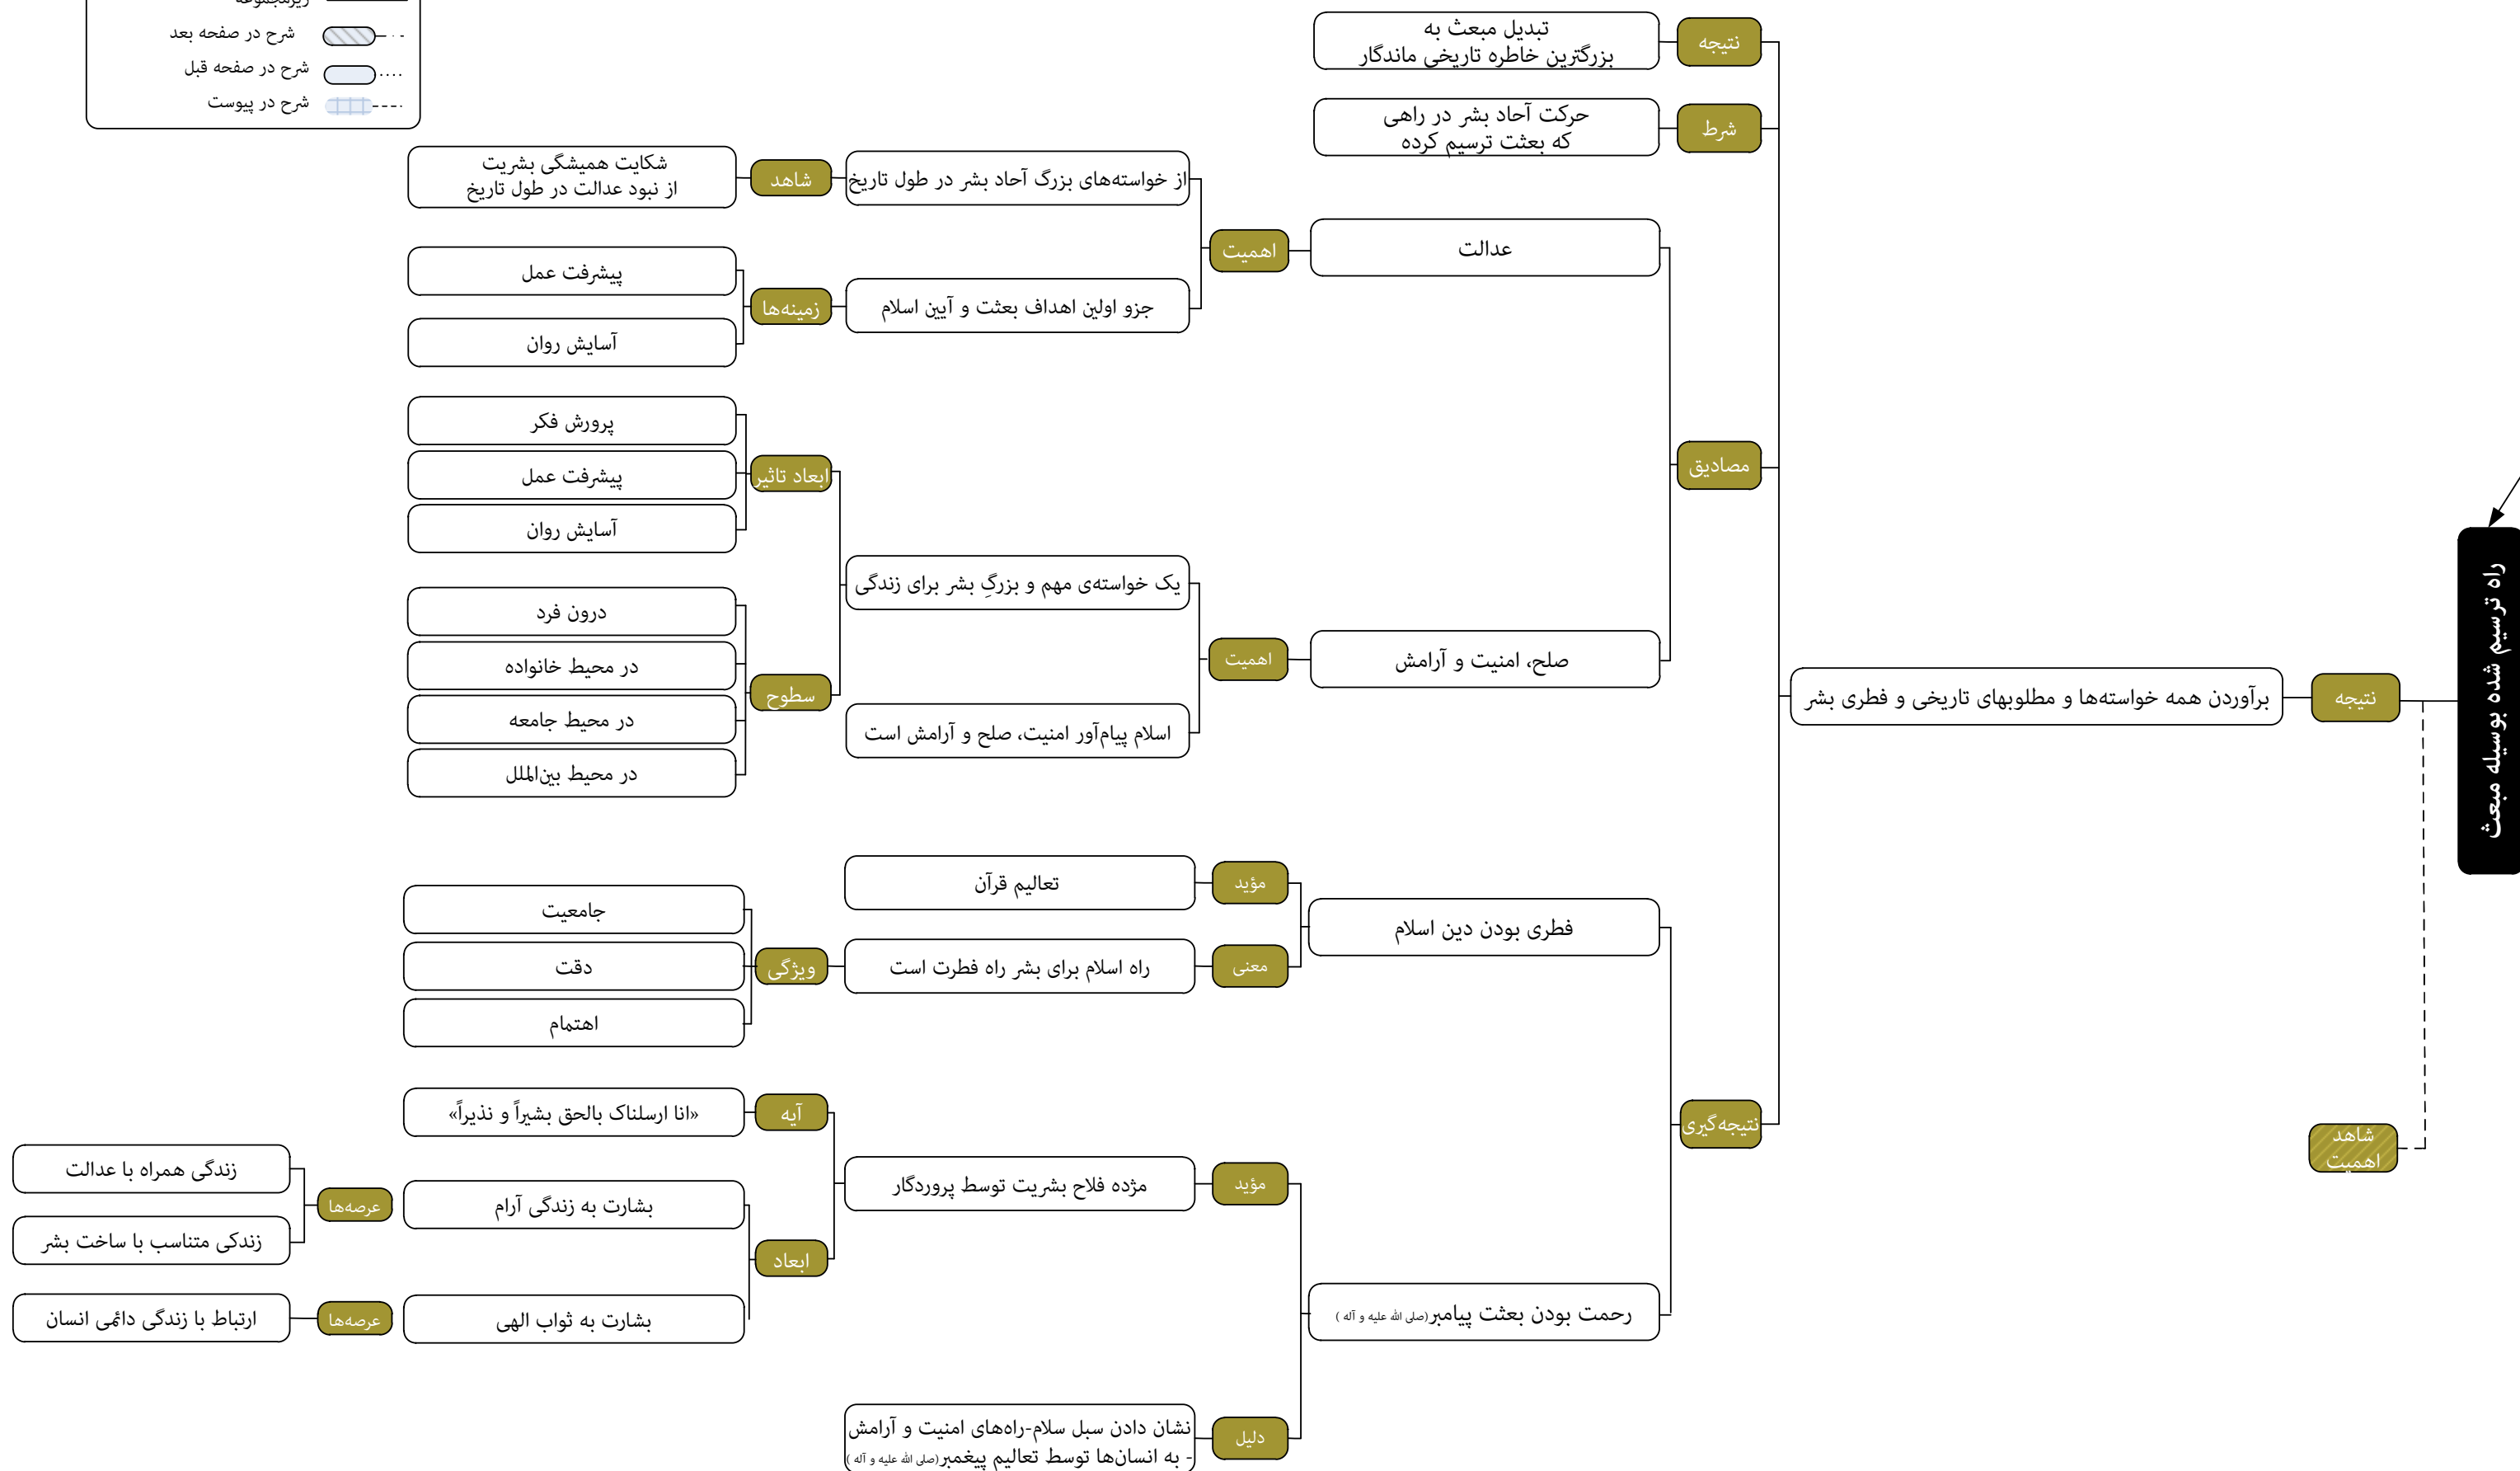 زیرمجموعه
شرح در صفحه بعد
شرح در صفحه قبل
شرح در پیوست
راه ترسیم شده بوسیله مبعث
نتیجه
برآوردن همه خواسته‌ها و مطلوبهای تاریخی و فطری بشر
نتیجه
تبدیل مبعث به
بزرگترین خاطره تاریخی ماندگار
شرط
حرکت آحاد بشر در راهی
که بعثت ترسیم کرده
مصادیق
عدالت
اهمیت
از خواسته‌های بزرگ آحاد بشر در طول تاریخ
شاهد
شکایت همیشگی بشریت
از نبود عدالت در طول تاریخ
جزو اولین اهداف بعثت و آیین اسلام
زمینه‌ها
پیشرفت عمل
آسایش روان
صلح، امنیت و آرامش
اهمیت
یک خواسته‌ی مهم و بزرگِ بشر برای زندگی
ابعاد تاثیر
پرورش فکر
پیشرفت عمل
آسایش روان
سطوح
درون فرد
در محیط خانواده
در محیط جامعه
در محیط بین‌الملل
اسلام پیام‌آور امنیت، صلح و آرامش است
نتیجه‌گیری
فطری بودن دین اسلام
مؤید
تعالیم قرآن
معنی
راه اسلام برای بشر راه فطرت است
ویژگی
جامعیت
دقت
اهتمام
رحمت بودن بعثت پیامبر(صلی الله علیه و آله )
مؤید
مژده فلاح بشریت توسط پروردگار
آیه
«انا ارسلناک بالحق بشیراً و نذیراً»
ابعاد
بشارت به زندگی آرام
عرصه‌ها
زندگی همراه با عدالت
زندکی متناسب با ساخت بشر
بشارت به ثواب الهی
عرصه‌ها
ارتباط با زندگی دائمی انسان
دلیل
نشان دادن سبل سلام-راه‌های امنیت و آرامش
- به انسان‌ها توسط تعالیم پیغمبر(صلی الله علیه و آله )
شاهد
اهمیت